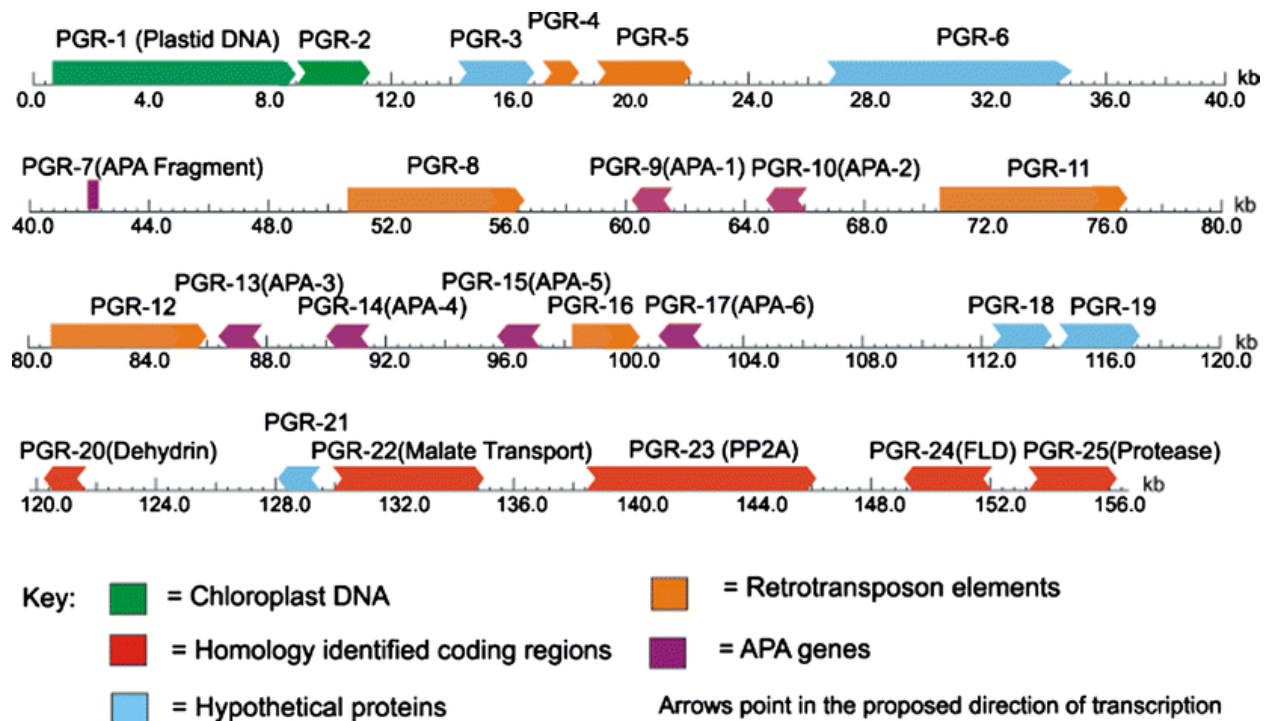 PGR-4
PGR-1 (Plastid DNA) PGR-2 PGR-3 PGR-5 PGR-6
kb
0.0 4.0 8.0 12.0 16.0 20.0 24.0 28.0 32.0 36.0 40.0
PGR-7(APA Fragment) PGR-8 PGR-9(APA-1) PGR-10(APA-2) PGR-11
kb
40.0 44.0 48.0 52.0 56.0 60.0 64.0 68.0 72.0 76.0 80.0
PGR-13(APA-3) PGR-15(APA-5)
PGR-12 PGR-14(APA-4) PGR-16 PGR-17(APA-6) PGR-18 PGR-19
kb
80.0 84.0 88.0 92.0 96.0 100.0 104.0 108.0 112.0 116.0 120.0
PGR-21
PGR-20(Dehydrin) PGR-22(Malate Transport) PGR-23 (PP2A) PGR-24(FLD) PGR-25(Protease)
kb
120.0 124.0 128.0 132.0 136.0 140.0 144.0 148.0 152.0 156.0
Key: = Chloroplast DNA = Retrotransposon elements
= Homology identified coding regions = APA genes
= Hypothetical proteins Arrows point in the proposed direction of transcription